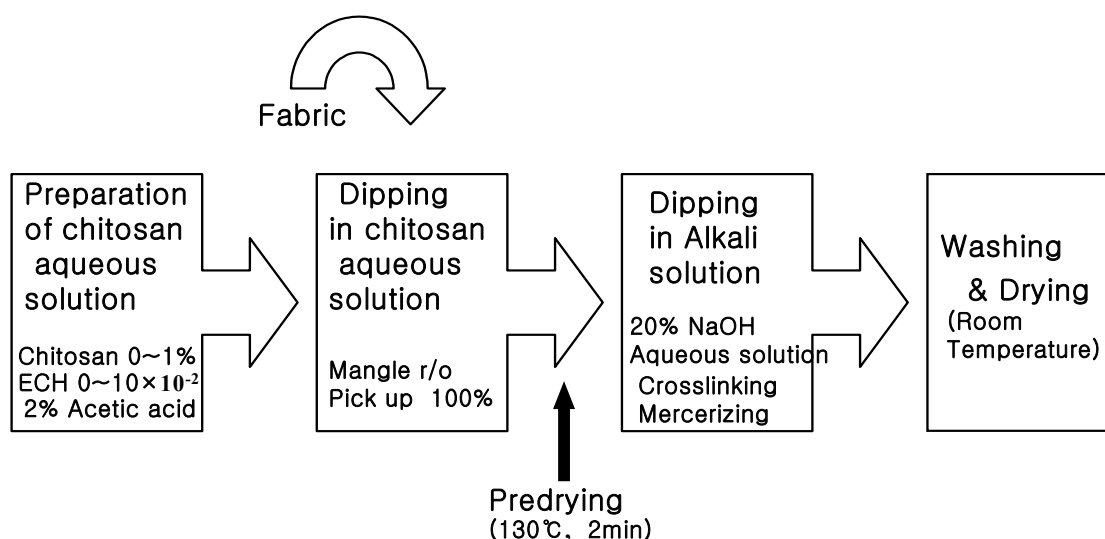 Fabric
Preparation
of chitosan
aqueous
solution
Chitosan 0~1%
ECH 0~10×10⁻²
2% Acetic acid
Dipping
in chitosan
aqueous
solution
Mangle r/o
Pick up 100%
Predrying
(130℃, 2min)
Dipping
in Alkali
solution
20% NaOH
Aqueous solution
Crosslinking
Mercerizing
Washing
& Drying
(Room
Temperature)